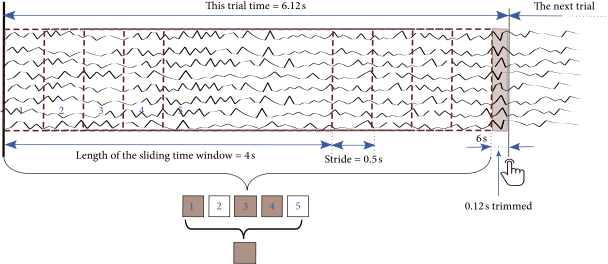 This trial time = 6.12 s
The next trial
1 2 3 4 5
Length of the sliding time window = 4 s
Stride = 0.5 s
6 s
1 2 3 4 5
0.12 s trimmed